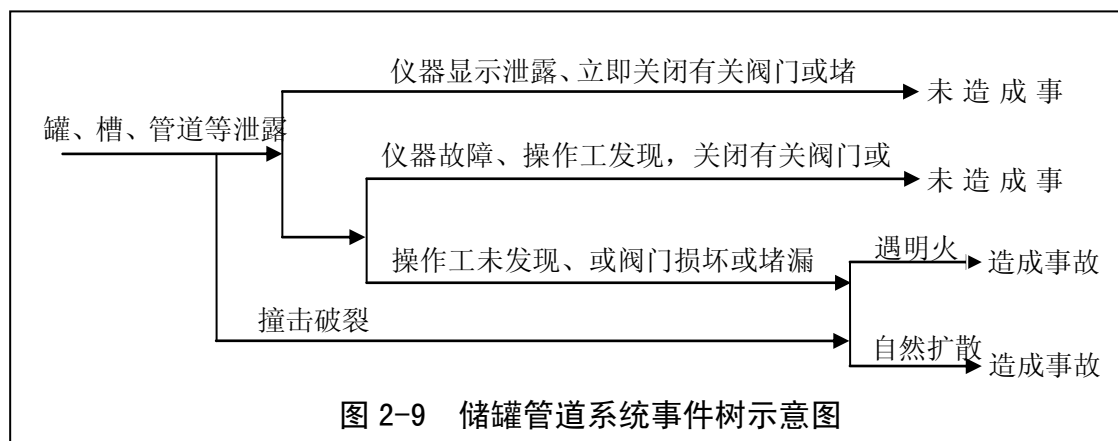 仪器显示泄露、立即关闭有关阀门或堵
未造成事
罐、槽、管道等泄露
仪器故障、操作工发现，关闭有关阀门或
未造成事
遇明火
操作工未发现、或阀门损坏或堵漏
造成事故
撞击破裂
自然扩散
造成事故
图 2-9 储罐管道系统事件树示意图